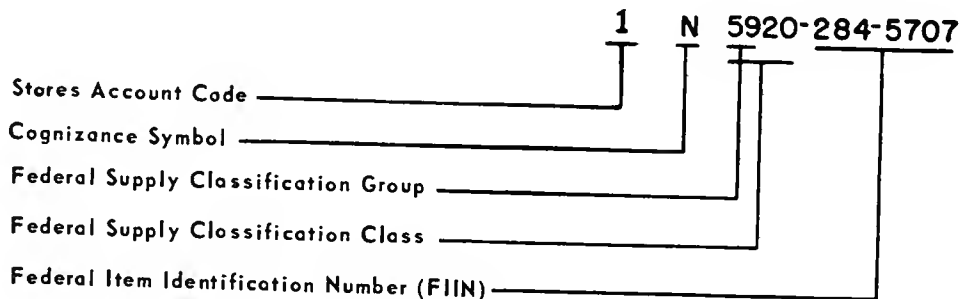 1 N 5920-284-5707
Stores Account Code
Cognizance Symbol
Federal Supply Classification Group
Federal Supply Classification Class
Federal Item Identification Number (FIIN)